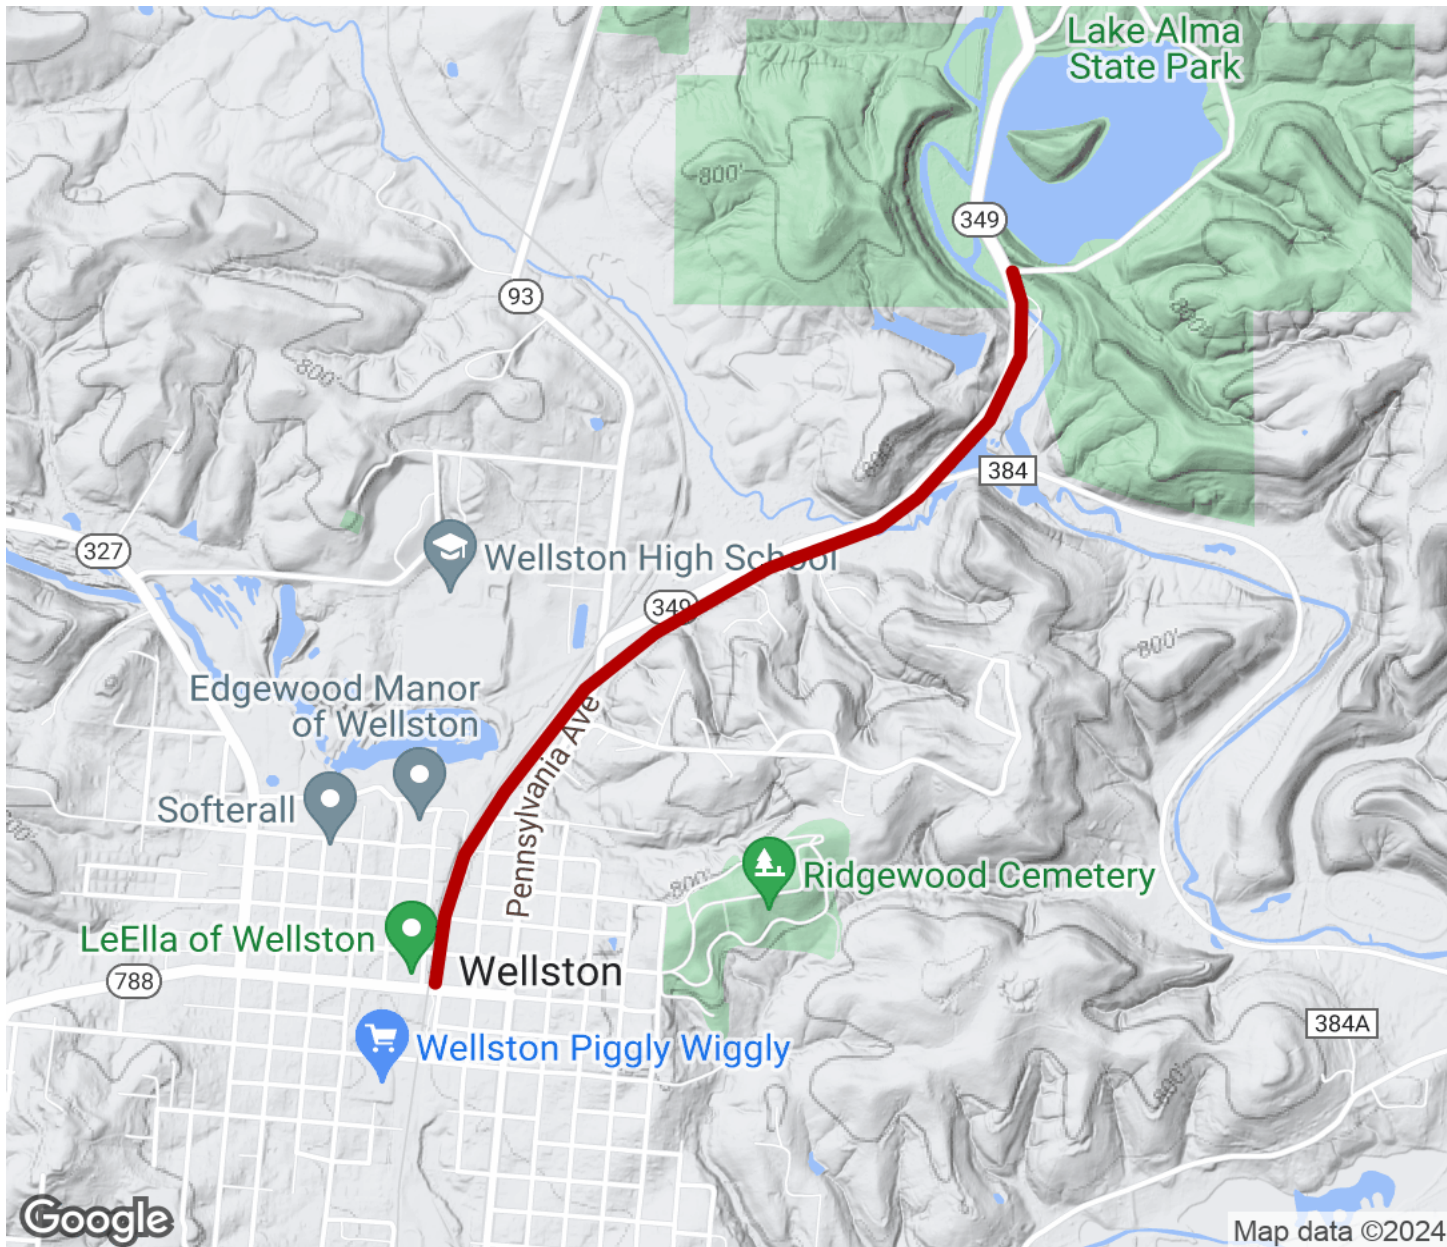 Lake Alma
State Park
800'
349
93
800'
800'
800'
384
327
Wellston High School
349
800'
Edgewood Manor
of Wellston
Pennsylvania Ave
Softerall
800'
Ridgewood Cemetery
LeElla of Wellston
Wellston
788
384A
Wellston Piggly Wiggly
800'
Google
Map data ©2024